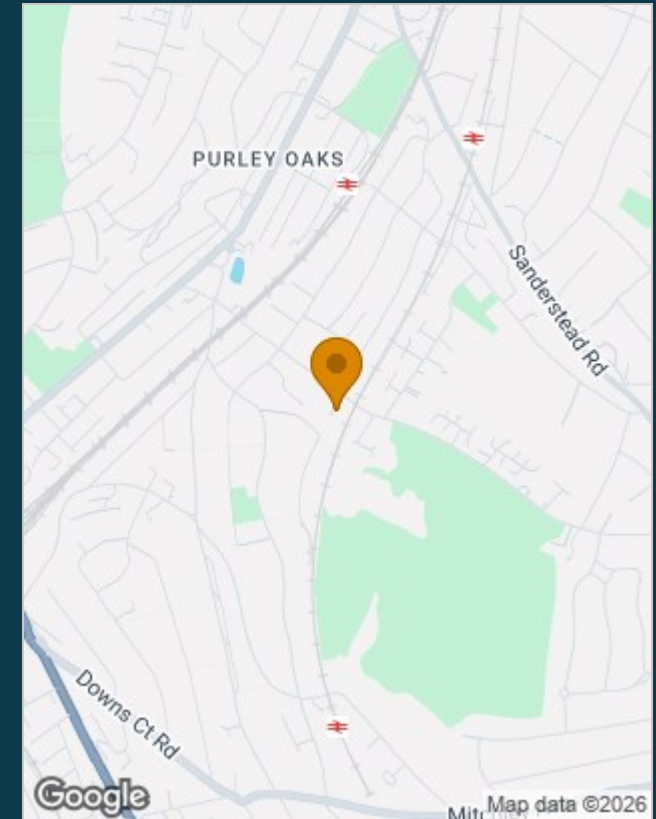 PURLEY OAKS
Sanderstead Rd
Downs Ct Rd
Google
Map data ©2026